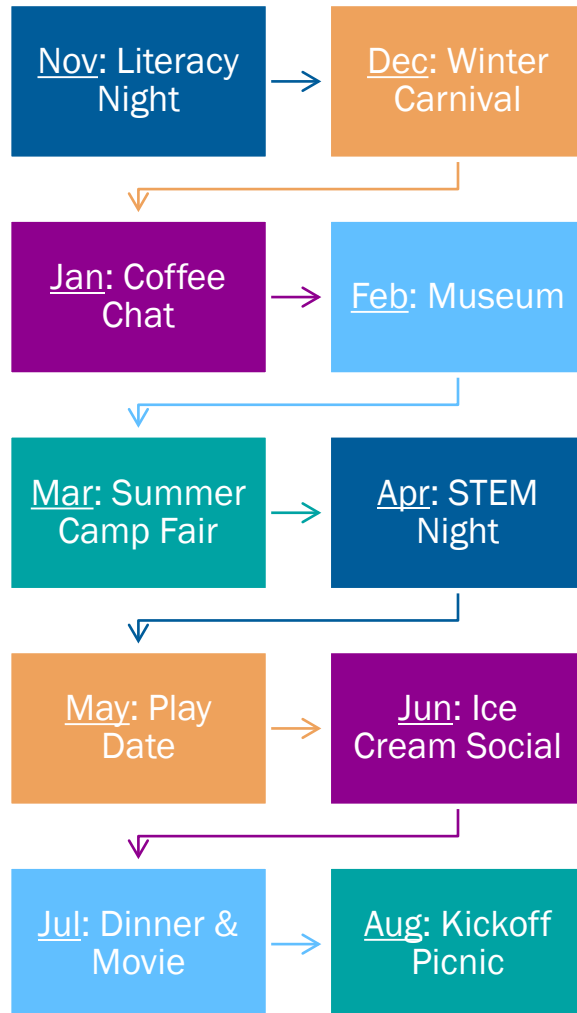 Nov: Literacy
Night
Dec: Winter
Carnival
Jan: Coffee
Chat
Feb: Museum
Mar: Summer
Camp Fair
Apr: STEM
Night
May: Play
Date
Jun: Ice
Cream Social
Jul: Dinner &
Movie
Aug: Kickoff
Picnic